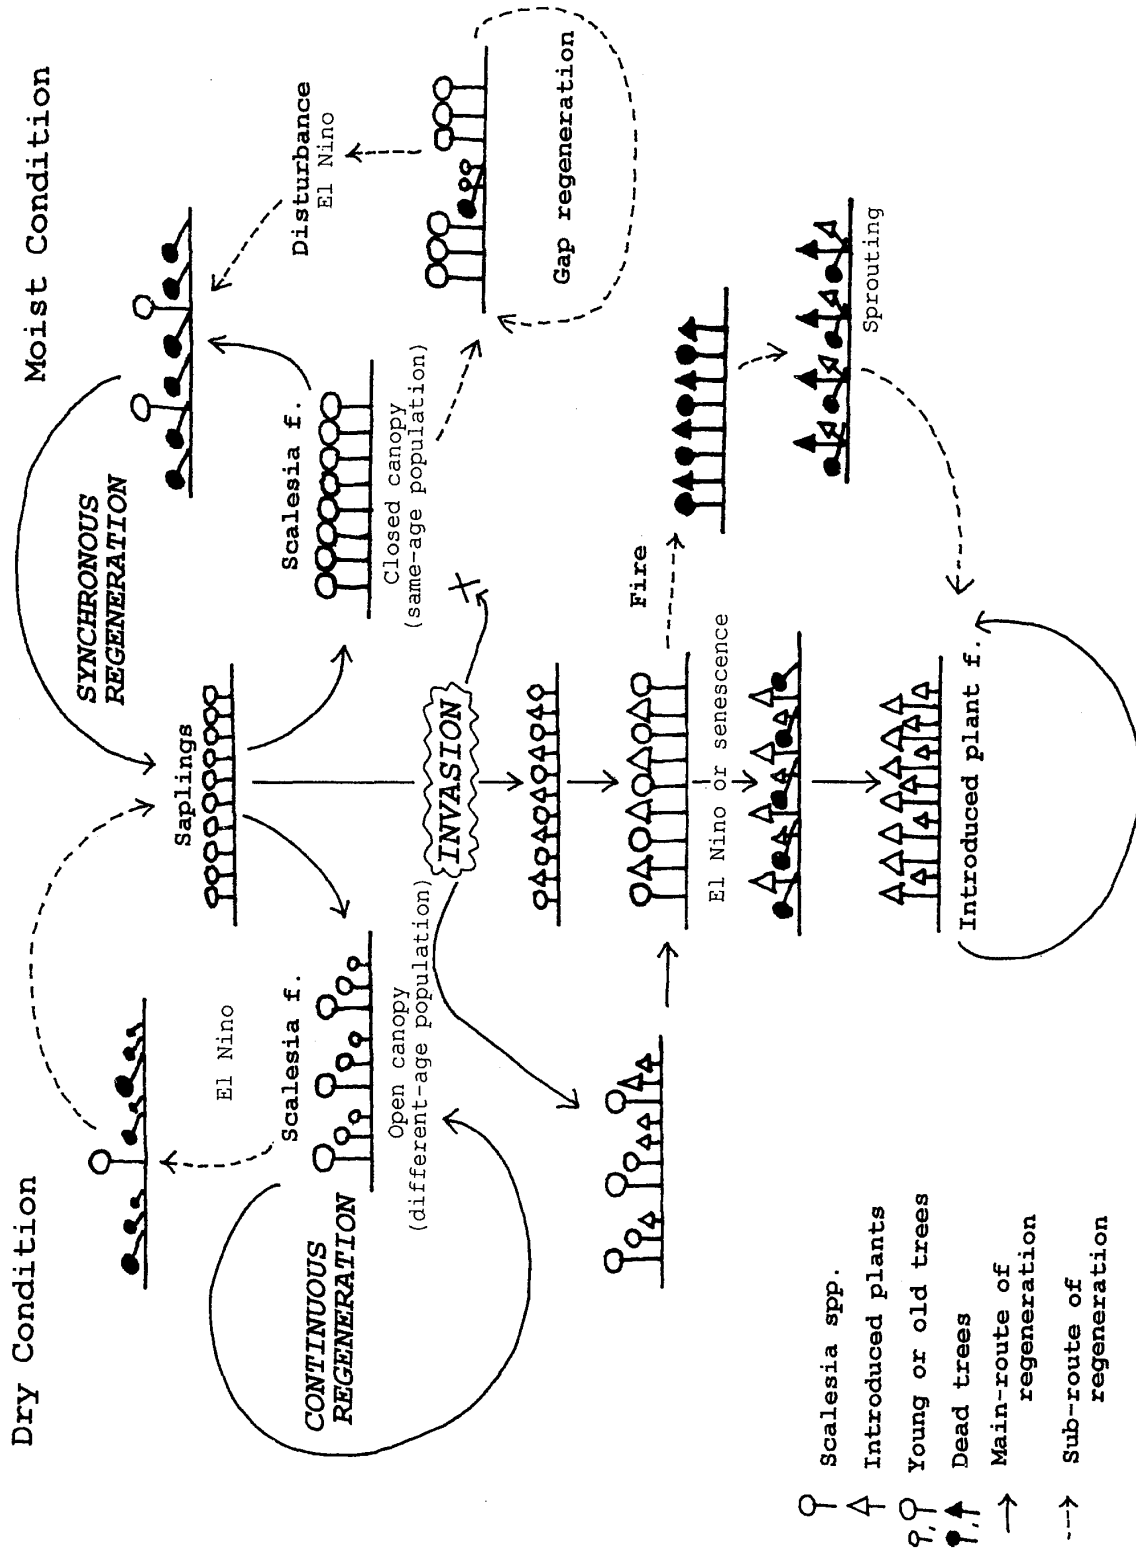 Dry Condition
Moist Condition
El Nino
Scalesia f.
Open canopy
(different-age population)
CONTINUOUS
REGENERATION
Saplings
SYNCHRONOUS
REGENERATION
Scalesia f.
Closed canopy
(same-age population)
Disturbance
El Nino
Gap regeneration
INVASION
X
Fire
El Nino or senescence
Sprouting
Introduced plant f.
Scalesia spp.
Introduced plants
, Young or old trees
, Dead trees
Main-route of
regeneration
Sub-route of
regeneration